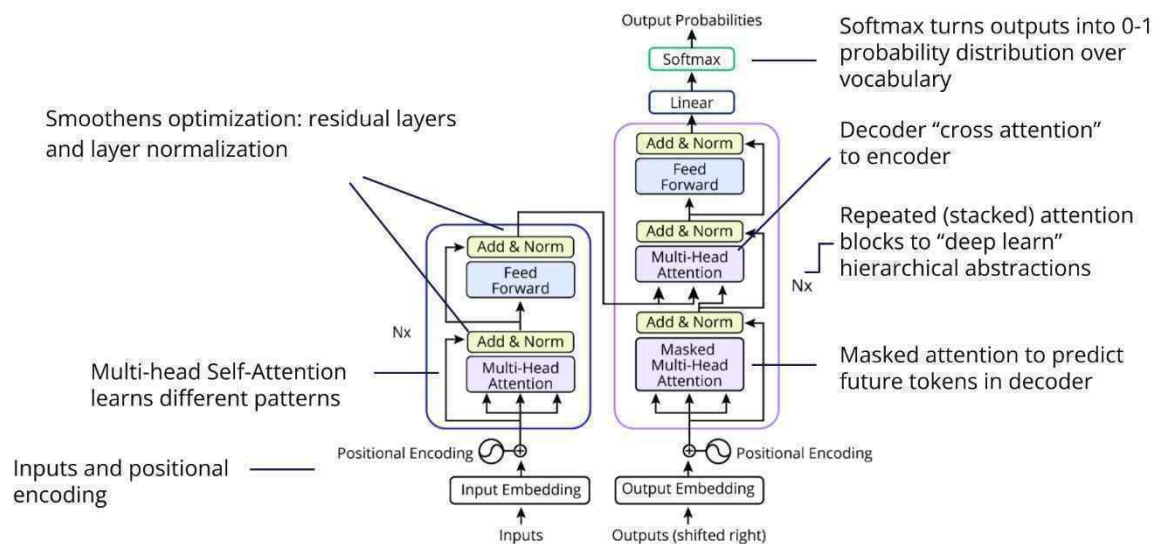 Output Probabilities
Softmax
Linear
Add & Norm
Feed
Forward
Add & Norm
Multi-Head
Attention
Add & Norm
Masked
Multi-Head
Attention
Nx
Positional Encoding
Output Embedding
Outputs (shifted right)
Add & Norm
Feed
Forward
Add & Norm
Multi-Head
Attention
Nx
Positional Encoding
Input Embedding
Inputs
Smoothens optimization: residual layers
and layer normalization
Multi-head Self-Attention
learns different patterns
Inputs and positional
encoding
Softmax turns outputs into 0-1
probability distribution over
vocabulary
Decoder “cross attention”
to encoder
Repeated (stacked) attention
blocks to “deep learn”
hierarchical abstractions
Masked attention to predict
future tokens in decoder